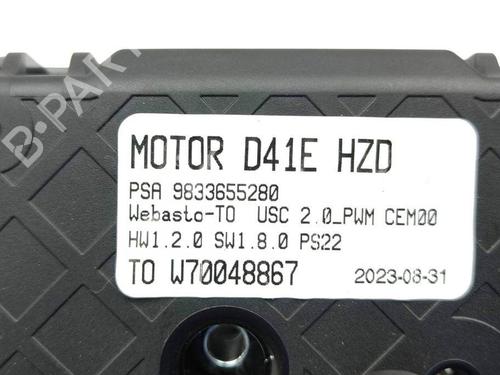 MOTOR D41E HZD
PSA 9833655280
Webasto-TO USC 2.0_PWM CEM00
HW1.2.0 SW1.8.0 PS22
TO W70048867 2023-08-31
B-PARTS